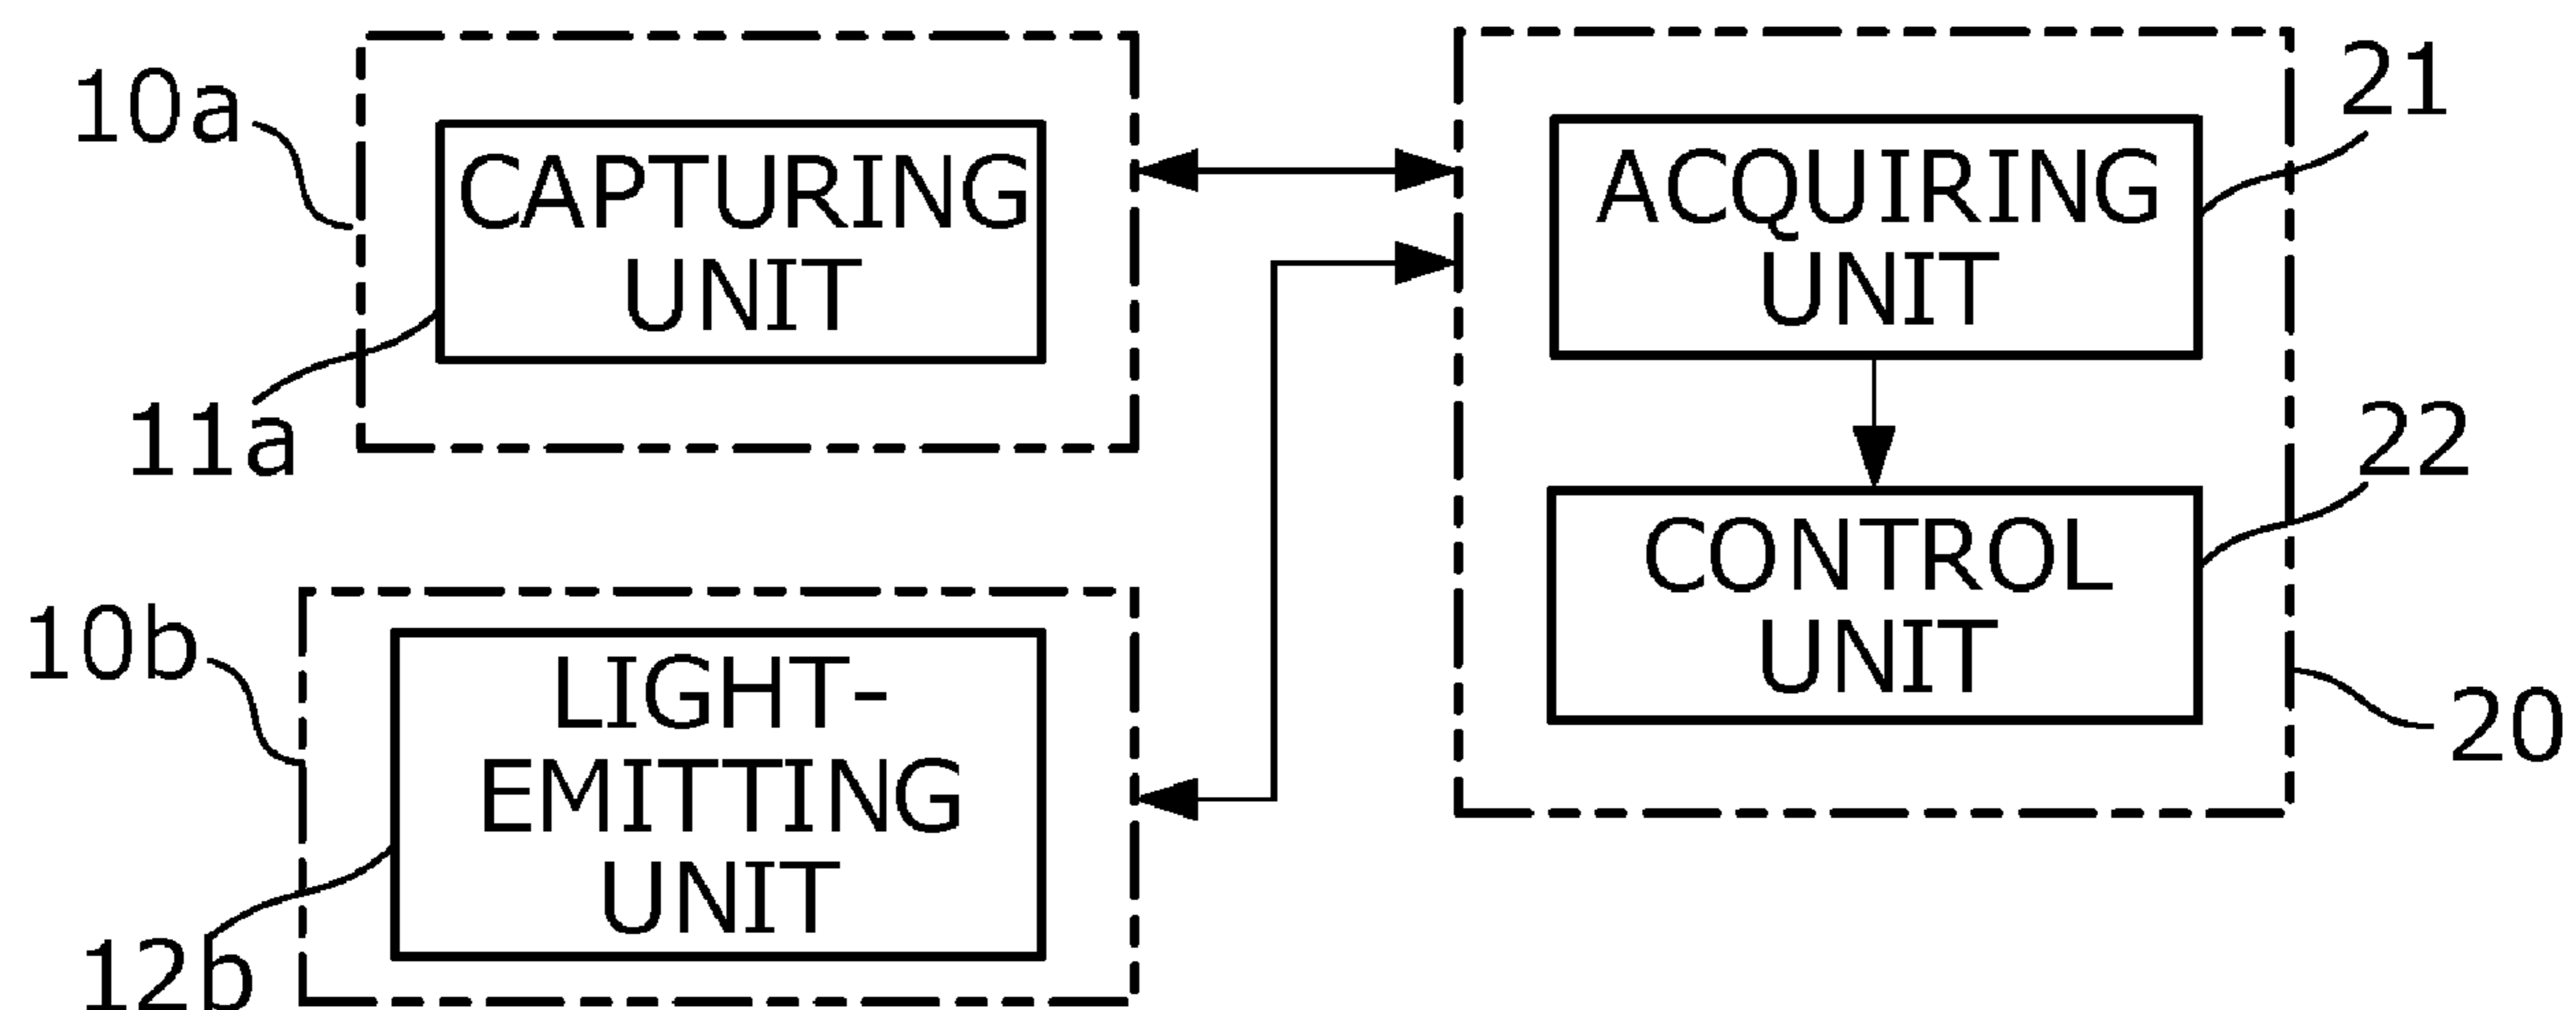 10a
CAPTURING
UNIT
11a
10b
LIGHT-
EMITTING
UNIT
12b
21
ACQUIRING
UNIT
22
CONTROL
UNIT
20